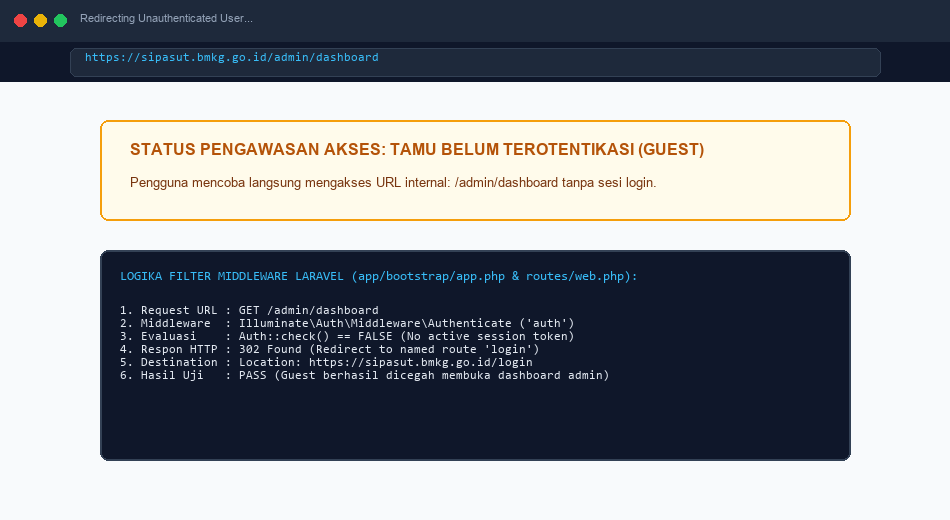 Redirecting Unauthenticated User...
https://sipasut.bmkg.go.id/admin/dashboard
STATUS PENGAWASAN AKSES: TAMU BELUM TEROTENTIKASI (GUEST)
Pengguna mencoba langsung mengakses URL internal: /admin/dashboard tanpa sesi login.
LOGIKA FILTER MIDDLEWARE LARAVEL (app/bootstrap/app.php & routes/web.php):
1. Request URL : GET /admin/dashboard
2. Middleware  : Illuminate\Auth\Middleware\Authenticate ('auth')
3. Evaluasi    : Auth::check() == FALSE (No active session token)
4. Respon HTTP : 302 Found (Redirect to named route 'login')
5. Destination : Location: https://sipasut.bmkg.go.id/login
6. Hasil Uji   : PASS (Guest berhasil dicegah membuka dashboard admin)